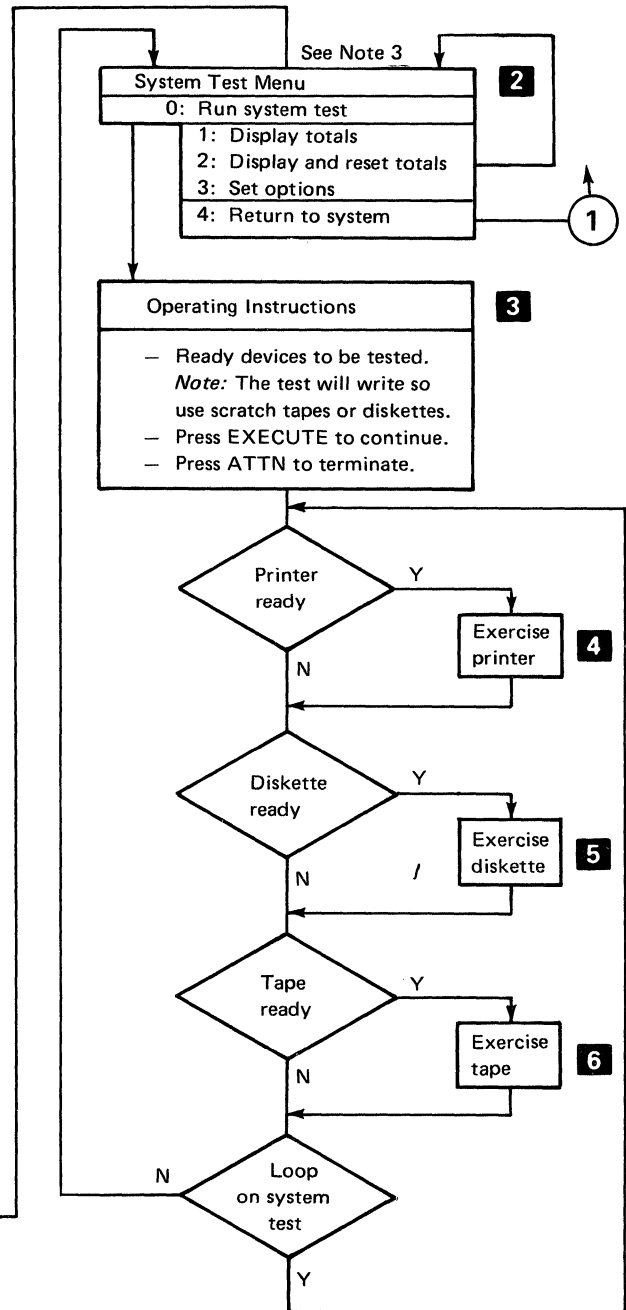 See Note 3
System Test Menu
2
0: Run system test
1: Display totals
2: Display and reset totals
3: Set options
4: Return to system
1
Operating Instructions
3
— Ready devices to be tested.
Note: The test will write so
use scratch tapes or diskettes.
— Press EXECUTE to continue.
— Press ATTN to terminate.
Printer
ready
Y
Exercise
printer
4
N
Diskette
ready
Y
Exercise
diskette
5
N
Tape
ready
Y
Exercise
tape
6
N
Loop
on system
test
N
Y